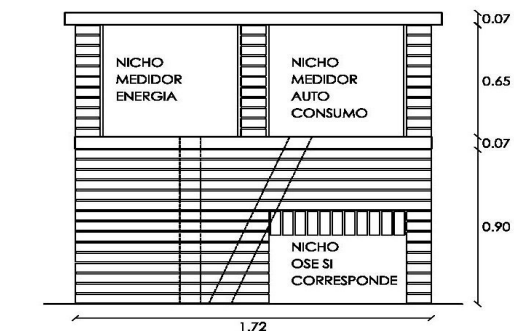 NICHO
MEDIDOR
ENERGIA
NICHO
MEDIDOR
AUTO
CONSUMO
NICHO
OSE SI
CORRESPONDE
0.07
0.65
0.07
0.90
1.72